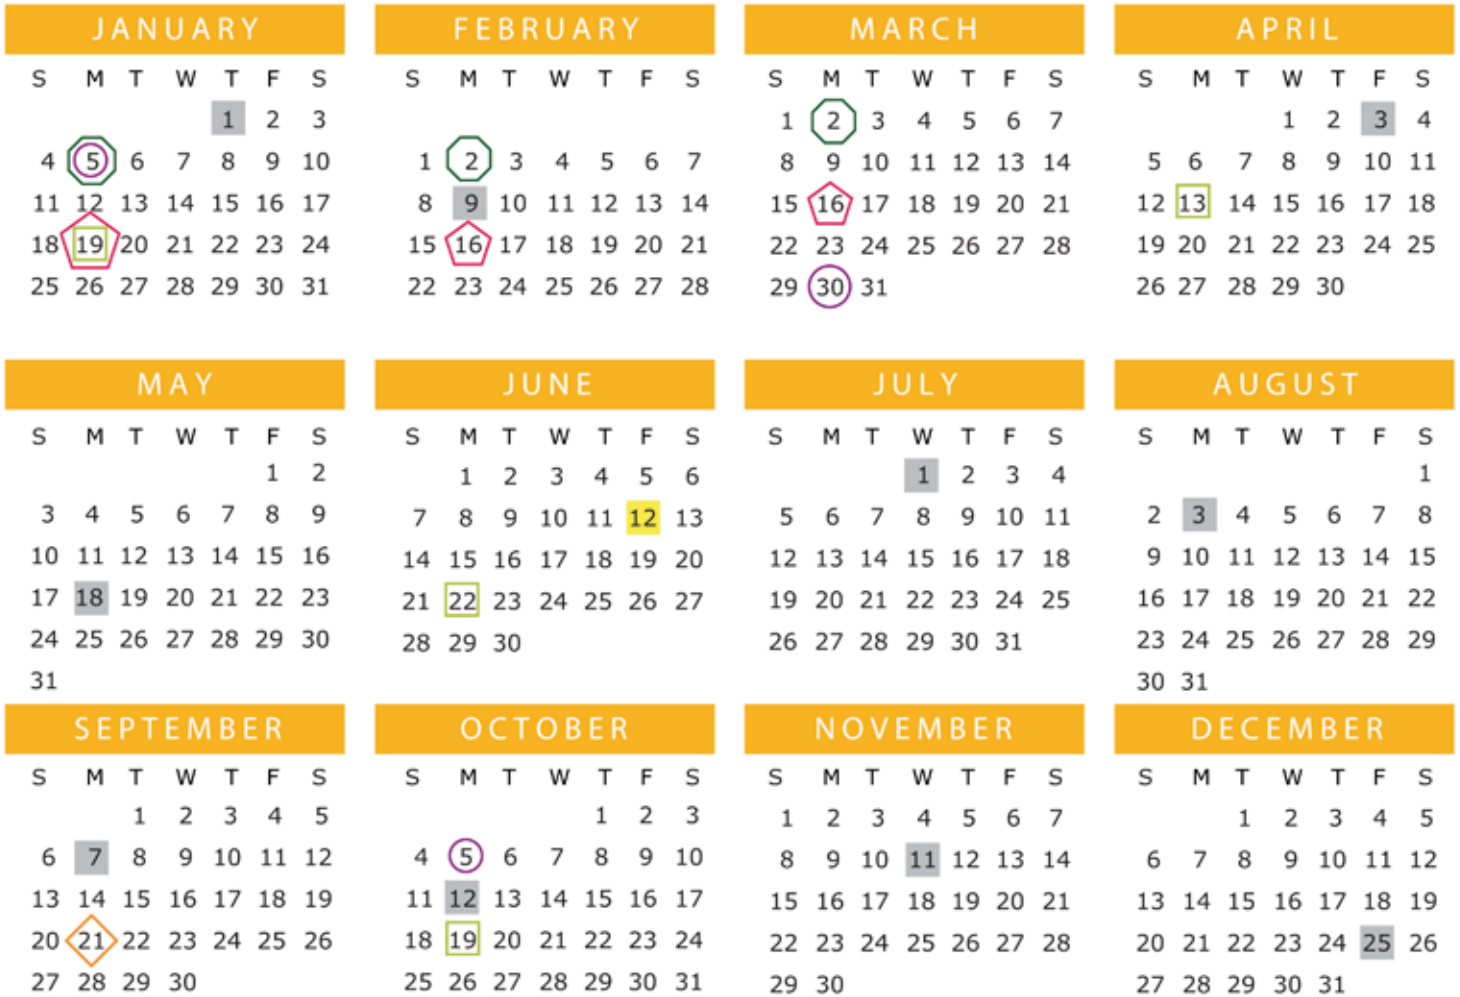 JANUARY FEBRUARY MARCH APRIL
S M T W T F S S M T W T F S S M T W T F S S M T W T F S
1 2 3 1 2 3 4 5 6 7 1 2 3 4
4 5 6 7 8 9 10 1 2 3 4 5 6 7 8 9 10 11 12 13 14 5 6 7 8 9 10 11
11 12 13 14 15 16 17 8 9 10 11 12 13 14 15 16 17 18 19 20 21 12 13 14 15 16 17 18
18 19 20 21 22 23 24 15 16 17 18 19 20 21 22 23 24 25 26 27 28 19 20 21 22 23 24 25
25 26 27 28 29 30 31 22 23 24 25 26 27 28 29 30 31 26 27 28 29 30
MAY JUNE JULY AUGUST
S M T W T F S S M T W T F S S M T W T F S S M T W T F S
1 2 1 2 3 4 5 6 1 2 3 4 1
3 4 5 6 7 8 9 7 8 9 10 11 12 13 5 6 7 8 9 10 11 2 3 4 5 6 7 8
10 11 12 13 14 15 16 14 15 16 17 18 19 20 12 13 14 15 16 17 18 9 10 11 12 13 14 15
17 18 19 20 21 22 23 21 22 23 24 25 26 27 19 20 21 22 23 24 25 16 17 18 19 20 21 22
24 25 26 27 28 29 30 28 29 30 26 27 28 29 30 31 23 24 25 26 27 28 29
31 30 31
SEPTEMBER OCTOBER NOVEMBER DECEMBER
S M T W T F S S M T W T F S S M T W T F S S M T W T F S
1 2 3 4 5 1 2 3 1 2 3 4 5 6 7 1 2 3 4 5
6 7 8 9 10 11 12 4 5 6 7 8 9 10 8 9 10 11 12 13 14 6 7 8 9 10 11 12
13 14 15 16 17 18 19 11 12 13 14 15 16 17 15 16 17 18 19 20 21 13 14 15 16 17 18 19
20 21 22 23 24 25 26 18 19 20 21 22 23 24 22 23 24 25 26 27 28 20 21 22 23 24 25 26
27 28 29 30 25 26 27 28 29 30 31 29 30 27 28 29 30 31